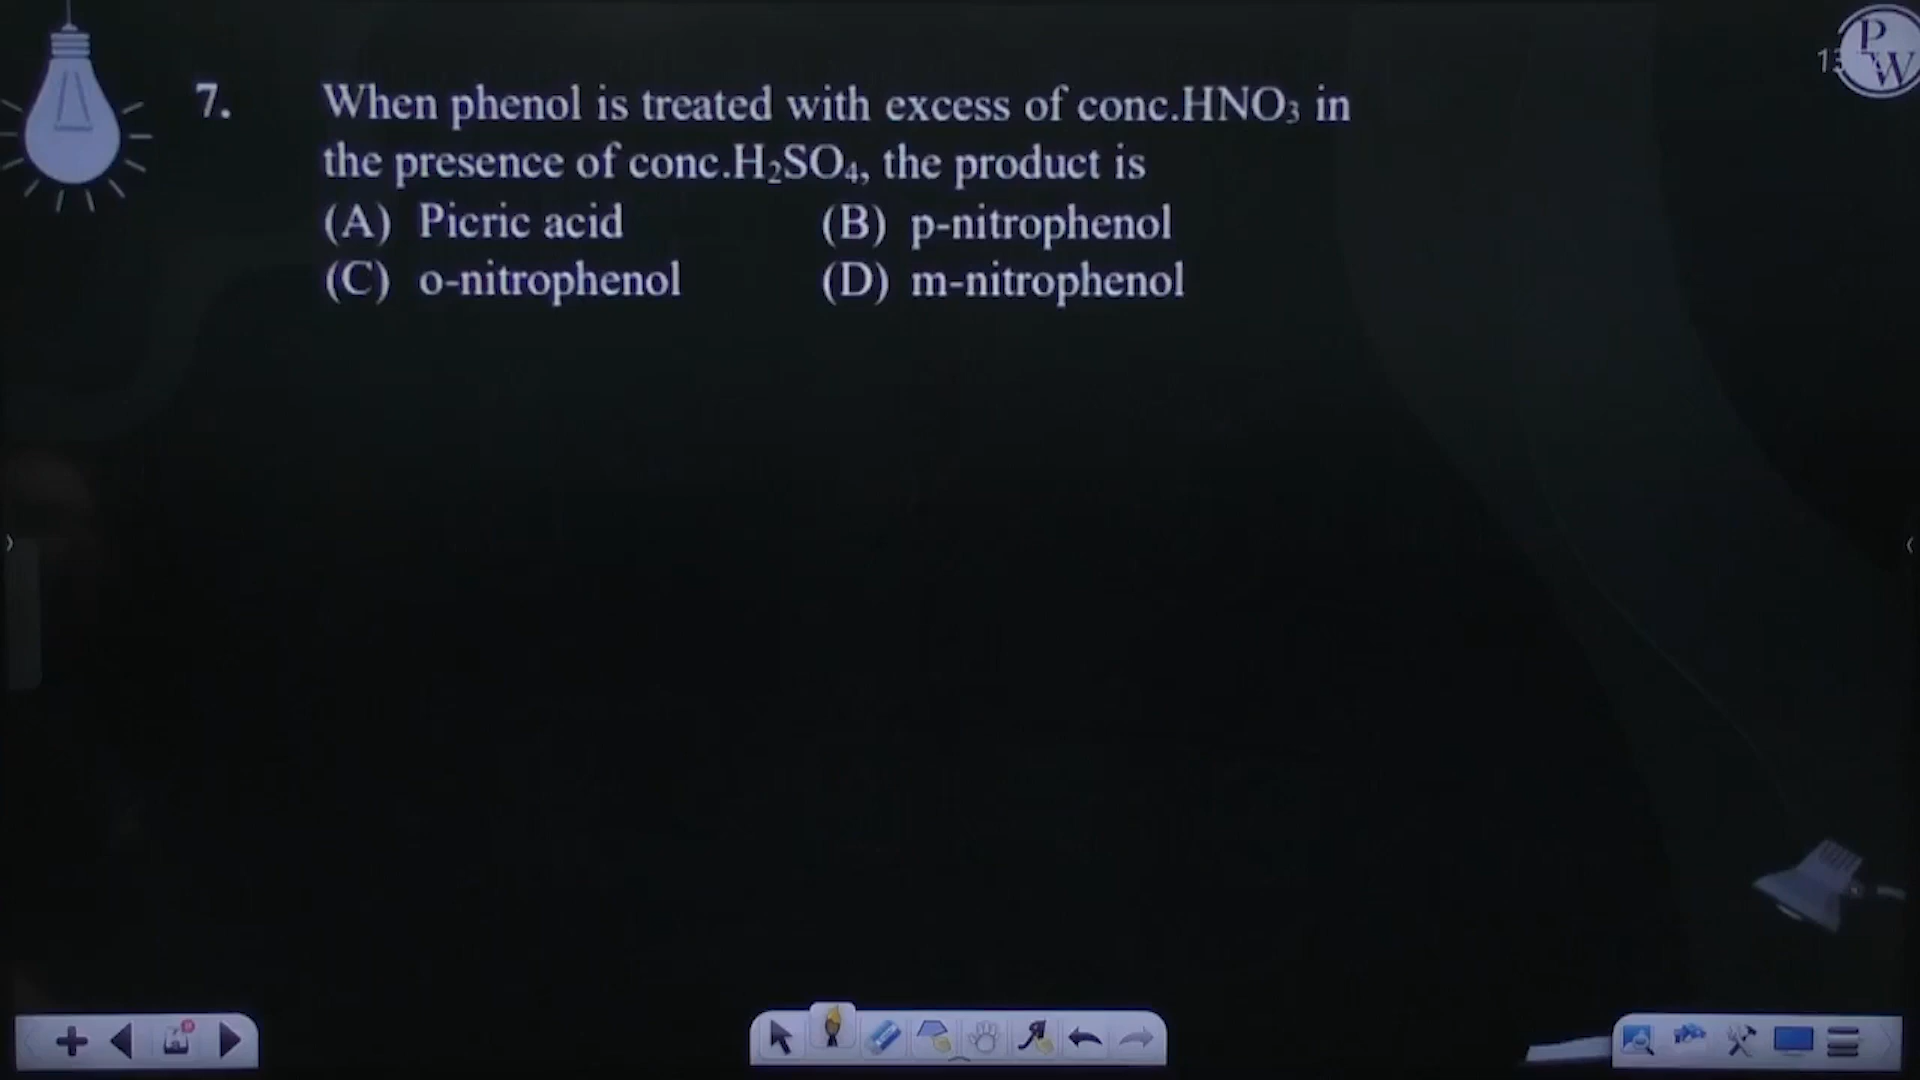 PW
7. When phenol is treated with excess of conc.HNO₃ in
the presence of conc.H₂SO₄, the product is
(A) Picric acid (B) p-nitrophenol
(C) o-nitrophenol (D) m-nitrophenol